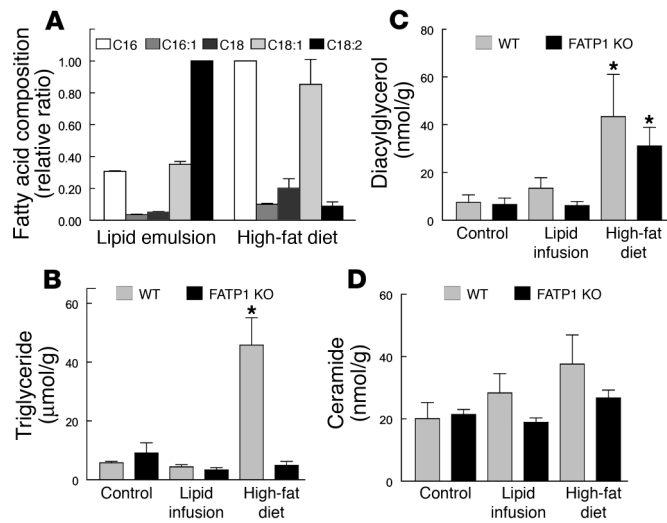 A
C16 C16:1 C18 C18:1 C18:2
Fatty acid composition
(relative ratio)
1.00
0.80
0.60
0.40
0.20
0.00
Lipid emulsion High-fat diet
C
WT FATP1 KO
Diacylglycerol
(nmol/g)
80
60
40
20
0
* *
Control Lipid
infusion High-fat
diet
B
WT FATP1 KO
Triglyceride
(µmol/g)
60
40
20
0
*
Control Lipid
infusion High-fat
diet
D
WT FATP1 KO
Ceramide
(nmol/g)
60
40
20
0
Control Lipid
infusion High-fat
diet